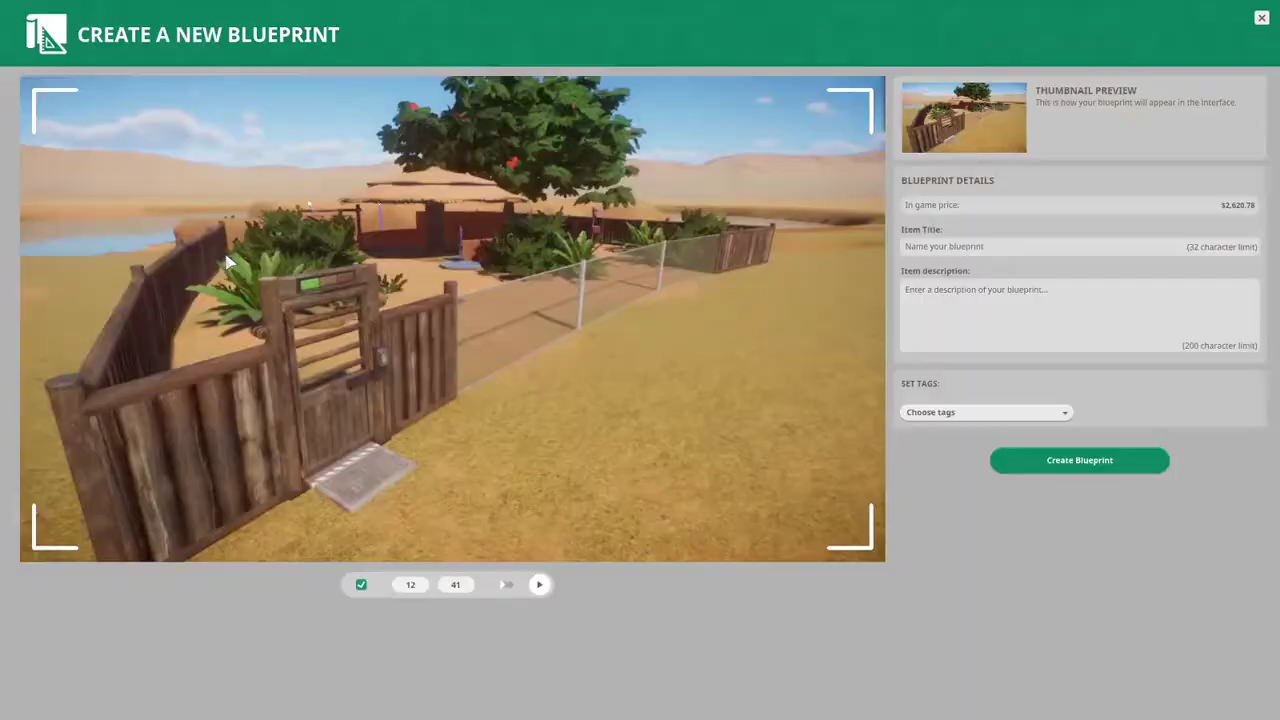 CREATE A NEW BLUEPRINT
THUMBNAIL PREVIEW
This is how your blueprint will appear in the interface.
BLUEPRINT DETAILS
In game price: $2,620.78
Item Title:
Name your blueprint (32 character limit)
Item description:
Enter a description of your blueprint...
(200 character limit)
SET TAGS:
Choose tags
Create Blueprint
12 41